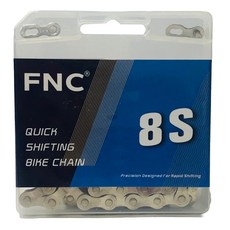 FNC®
QUICK
SHIFTING
BIKE CHAIN
8S
Precision Designed For Rapid Shifting